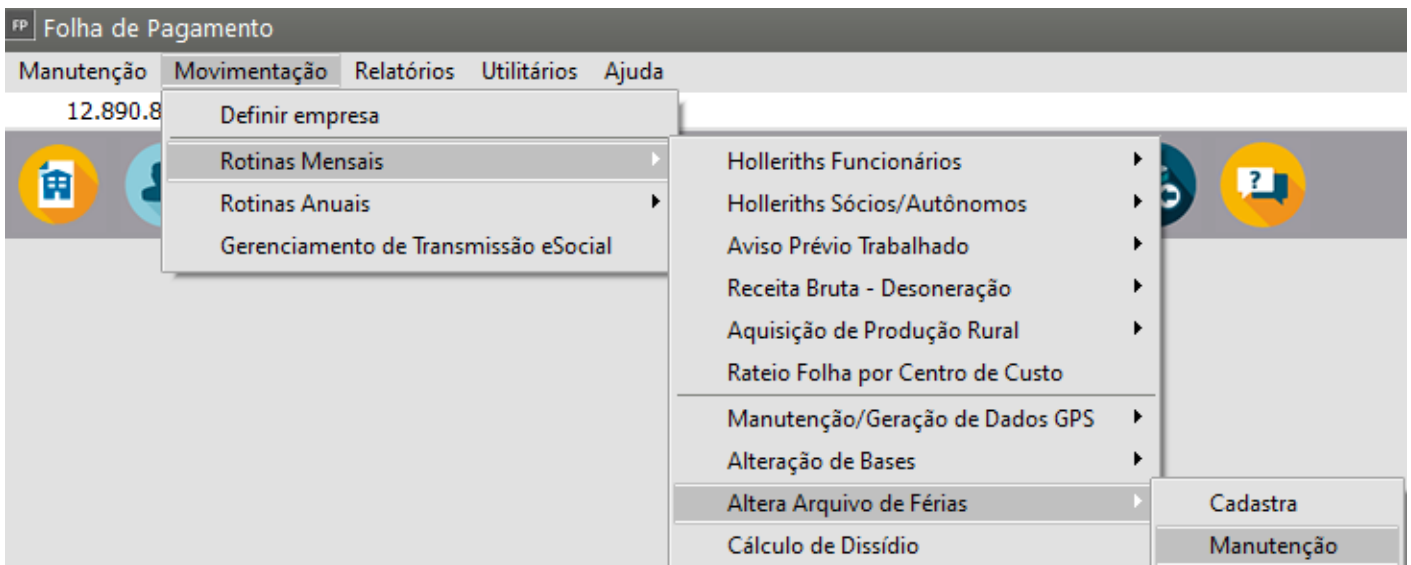 FP Folha de Pagamento
Manutenção Movimentação Relatórios Utilitários Ajuda
12.890.8
Definir empresa
Rotinas Mensais
Rotinas Anuais
Gerenciamento de Transmissão eSocial
Holleriths Funcionários
Holleriths Sócios/Autônomos
Aviso Prévio Trabalhado
Receita Bruta - Desoneração
Aquisição de Produção Rural
Rateio Folha por Centro de Custo
Manutenção/Geração de Dados GPS
Alteração de Bases
Altera Arquivo de Férias
Cálculo de Dissídio
Cadastra
Manutenção
?